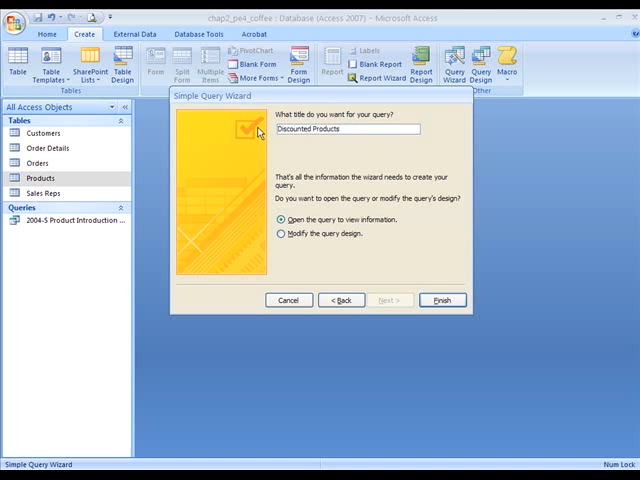 chap2_pe4_coffee : Database (Access 2007) - Microsoft Access
Home Create External Data Database Tools Acrobat
Table
Table Templates
SharePoint Lists
Table Design
Tables
Form
Split Form
Multiple Items
PivotChart
Blank Form
More Forms
Form Design
Report
Labels
Blank Report
Report Wizard
Report Design
Query Wizard
Query Design
Macro
Other
All Access Objects
Tables
Customers
Order Details
Orders
Products
Sales Reps
Queries
2004-5 Product Introduction ...
Simple Query Wizard
What title do you want for your query?
Discounted Products
That's all the information the wizard needs to create your
query.
Do you want to open the query or modify the query's design?
Open the query to view information.
Modify the query design.
Cancel < Back Next > Finish
Simple Query Wizard Num Lock